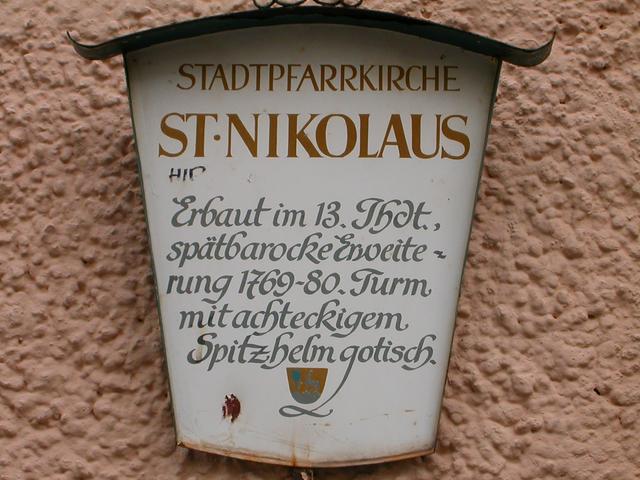 STADTPFARRKIRCHE
ST·NIKOLAUS
HIP
Erbaut im 13. Jhdt.,
spätbarocke Erweite-
rung 1769-80. Turm
mit achteckigem
Spitzhelm gotisch.